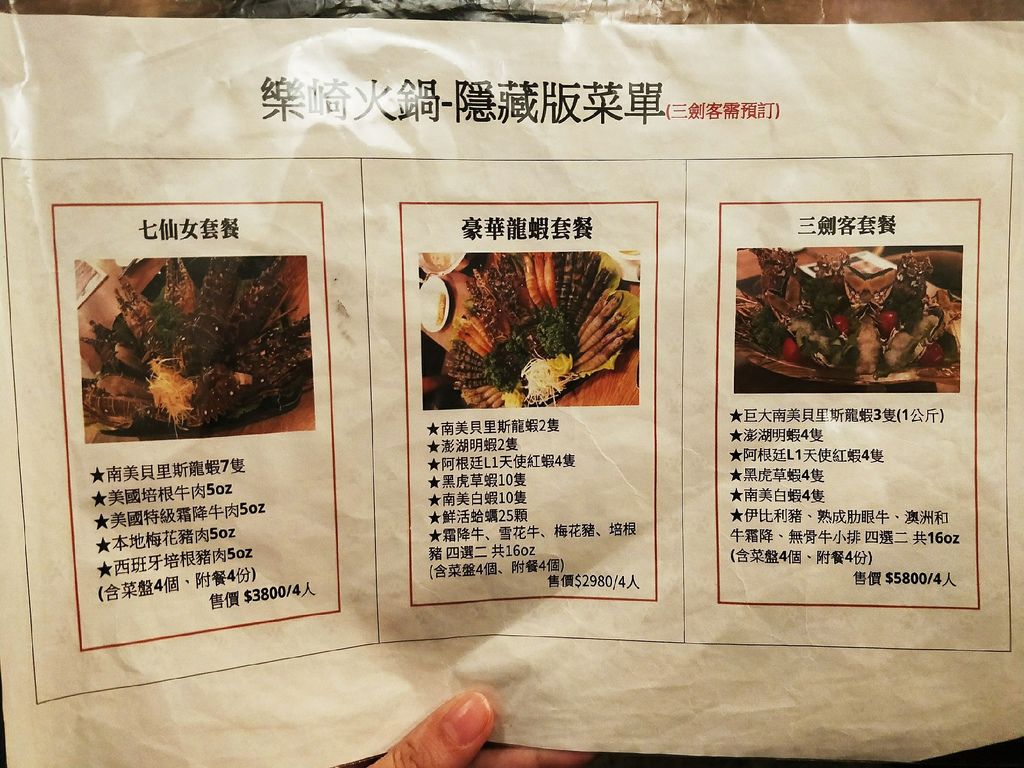 樂崎火鍋-隱藏版菜單(三劍客需預訂)
七仙女套餐
★南美貝里斯龍蝦7隻
★美國培根牛肉5oz
★美國特級霜降牛肉5oz
★本地梅花豬肉5oz
★西班牙培根豬肉5oz
(含菜盤4個、附餐4份)
售價 $3800/4人
豪華龍蝦套餐
★南美貝里斯龍蝦2隻
★澎湖明蝦2隻
★阿根廷L1天使紅蝦4隻
★黑虎草蝦10隻
★南美白蝦10隻
★鮮活蛤蠣25顆
★霜降牛、雪花牛、梅花豬、培根
豬 四選二 共16oz
(含菜盤4個、附餐4個)
售價$2980/4人
三劍客套餐
★巨大南美貝里斯龍蝦3隻(1公斤)
★澎湖明蝦4隻
★阿根廷L1天使紅蝦4隻
★黑虎草蝦4隻
★南美白蝦4隻
★伊比利豬、熟成肋眼牛、澳洲和
牛霜降、無骨牛小排 四選二 共16oz
(含菜盤4個、附餐4個)
售價 $5800/4人